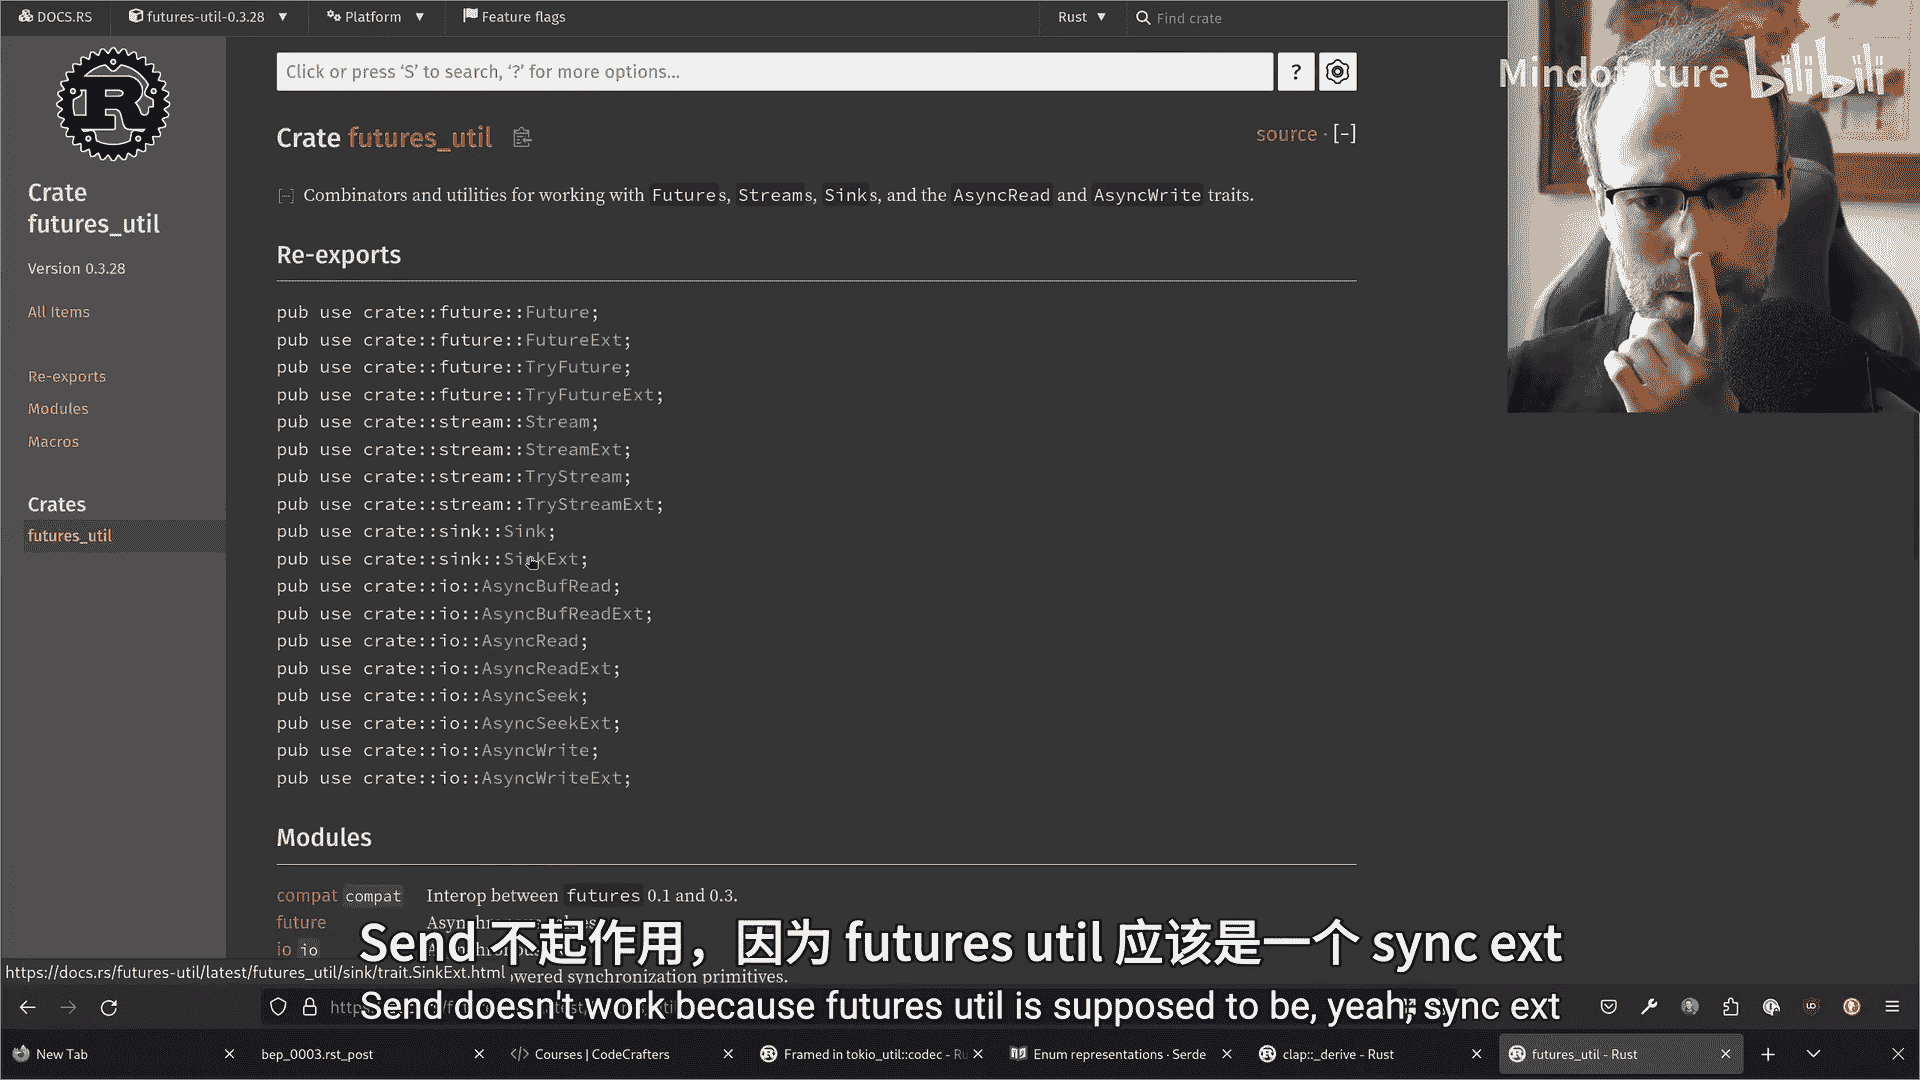 DOCS.RS
futures-util-0.3.28
Platform
Feature flags
Rust
Find crate
Click or press ‘S’ to search, ‘?’ for more options…
?
Mindofuture
bilibili
Crate
futures_util
Version 0.3.28
All Items
Re-exports
Modules
Macros
Crates
futures_util
Crate futures_util
source · [−]
[−] Combinators and utilities for working with Futures, Streams, Sinks, and the AsyncRead and AsyncWrite traits.
Re-exports
pub use crate::future::Future;
pub use crate::future::FutureExt;
pub use crate::future::TryFuture;
pub use crate::future::TryFutureExt;
pub use crate::stream::Stream;
pub use crate::stream::StreamExt;
pub use crate::stream::TryStream;
pub use crate::stream::TryStreamExt;
pub use crate::sink::Sink;
pub use crate::sink::SinkExt;
pub use crate::io::AsyncBufRead;
pub use crate::io::AsyncBufReadExt;
pub use crate::io::AsyncRead;
pub use crate::io::AsyncReadExt;
pub use crate::io::AsyncSeek;
pub use crate::io::AsyncSeekExt;
pub use crate::io::AsyncWrite;
pub use crate::io::AsyncWriteExt;
Modules
compat compat Interop between futures 0.1 and 0.3.
future
io io
Send 不起作用，因为 futures util 应该是一个 sync ext
https://docs.rs/futures-util/latest/futures_util/sink/trait.SinkExt.html
synchronization primitives.
Send doesn't work because futures util is supposed to be, yeah, sync ext
New Tab
bep_0003.rst_post
Courses | CodeCrafters
Framed in tokio_util::codec - Ru
Enum representations · Serde
clap::_derive - Rust
futures_util - Rust